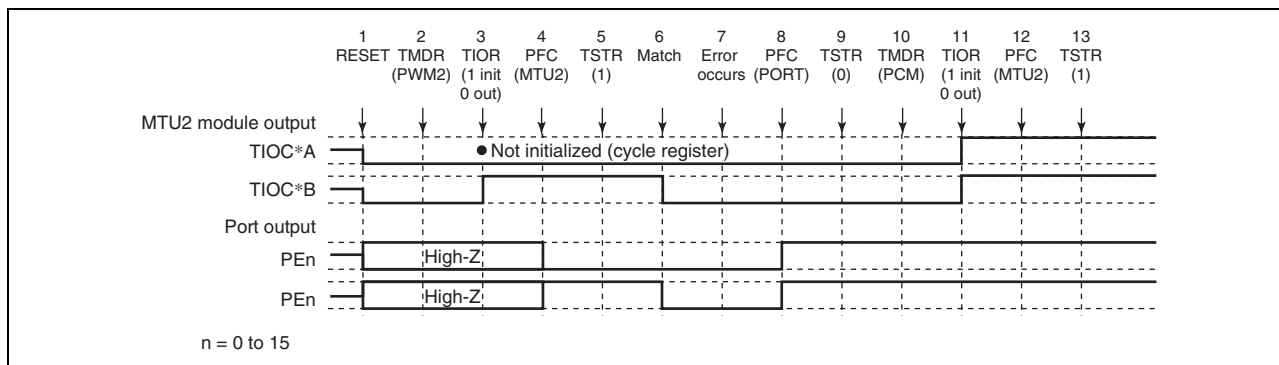 1 2 3 4 5 6 7 8 9 10 11 12 13
RESET TMDR TIOR PFC TSTR Match Error PFC TSTR TMDR TIOR PFC TSTR
(PWM2) (1 init (MTU2) (1) occurs (PORT) (0) (PCM) (1 init (MTU2) (1)
0 out) 0 out)
MTU2 module output
TIOC*A
● Not initialized (cycle register)
TIOC*B
Port output
PEn
High-Z
PEn
High-Z
n = 0 to 15